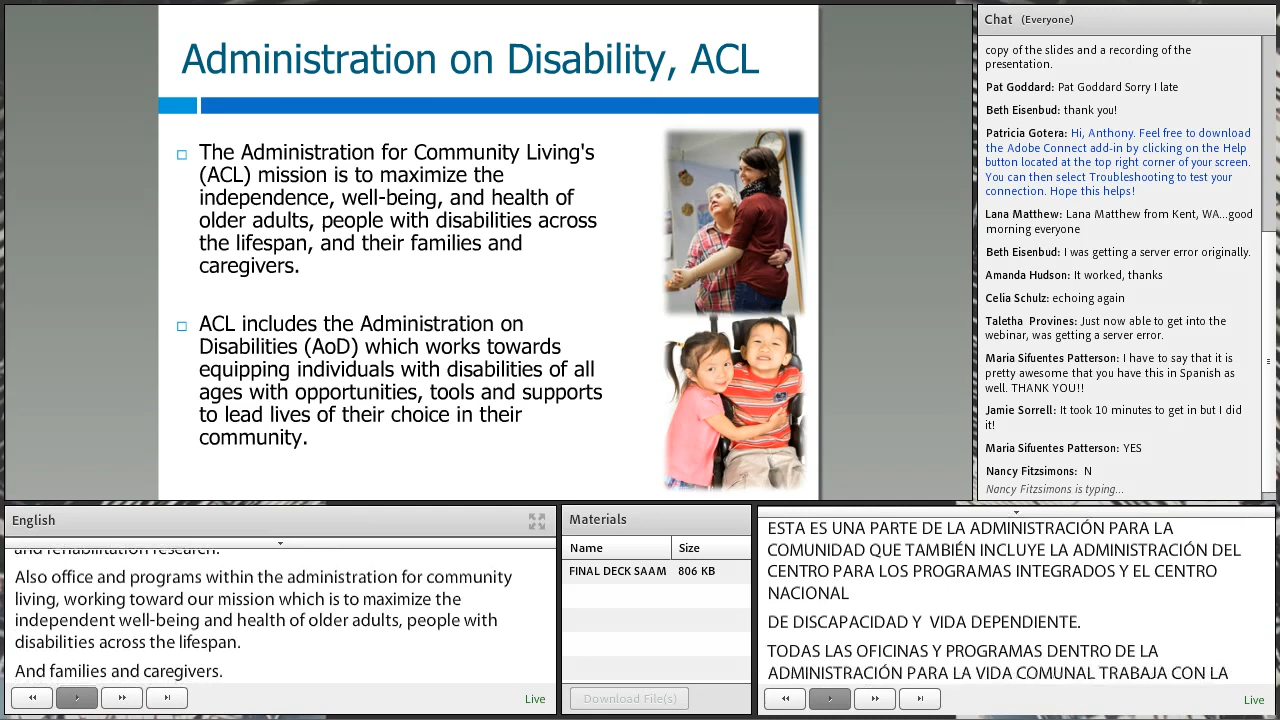 Administration on Disability, ACL
The Administration for Community Living's
(ACL) mission is to maximize the
independence, well-being, and health of
older adults, people with disabilities across
the lifespan, and their families and
caregivers.
ACL includes the Administration on
Disabilities (AoD) which works towards
equipping individuals with disabilities of all
ages with opportunities, tools and supports
to lead lives of their choice in their
community.
Chat (Everyone)
copy of the slides and a recording of the
presentation.
Pat Goddard: Pat Goddard Sorry I late
Beth Eisenbud: thank you!
Patricia Gotera: Hi, Anthony. Feel free to download
the Adobe Connect add-in by clicking on the Help
button located at the top right corner of your screen.
You can then select Troubleshooting to test your
connection. Hope this helps!
Lana Matthew: Lana Matthew from Kent, WA...good
morning everyone
Beth Eisenbud: I was getting a server error originally.
Amanda Hudson: It worked, thanks
Celia Schulz: echoing again
Taletha Provines: Just now able to get into the
webinar, was getting a server error.
Maria Sifuentes Patterson: I have to say that it is
pretty awesome that you have this in Spanish as
well. THANK YOU!!
Jamie Sorrell: It took 10 minutes to get in but I did
it!
Maria Sifuentes Patterson: YES
Nancy Fitzsimons: N
Nancy Fitzsimons is typing...
English
and rehabilitation research.
Also office and programs within the administration for community
living, working toward our mission which is to maximize the
independent well-being and health of older adults, people with
disabilities across the lifespan.
And families and caregivers.
Live
Materials
Name Size
FINAL DECK SAAM 806 KB
Download File(s)
ESTA ES UNA PARTE DE LA ADMINISTRACIÓN PARA LA
COMUNIDAD QUE TAMBIÉN INCLUYE LA ADMINISTRACIÓN DEL
CENTRO PARA LOS PROGRAMAS INTEGRADOS Y EL CENTRO
NACIONAL
DE DISCAPACIDAD Y VIDA DEPENDIENTE.
TODAS LAS OFICINAS Y PROGRAMAS DENTRO DE LA
ADMINISTRACIÓN PARA LA VIDA COMUNAL TRABAJA CON LA
Live